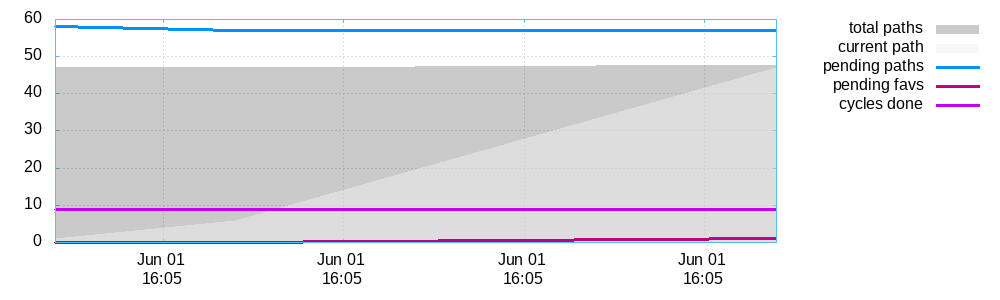 60
50
40
30
20
10
0
Jun 01
16:05
Jun 01
16:05
Jun 01
16:05
Jun 01
16:05
total paths
current path
pending paths
pending favs
cycles done